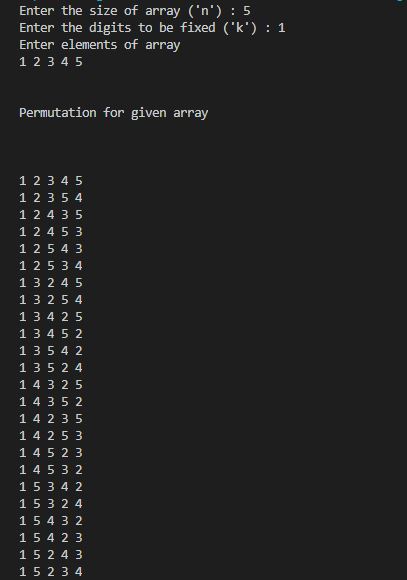 Enter the size of array ('n') : 5
Enter the digits to be fixed ('k') : 1
Enter elements of array
1 2 3 4 5
Permutation for given array
1 2 3 4 5
1 2 3 5 4
1 2 4 3 5
1 2 4 5 3
1 2 5 4 3
1 2 5 3 4
1 3 2 4 5
1 3 2 5 4
1 3 4 2 5
1 3 4 5 2
1 3 5 4 2
1 3 5 2 4
1 4 3 2 5
1 4 3 5 2
1 4 2 3 5
1 4 2 5 3
1 4 5 2 3
1 4 5 3 2
1 5 3 4 2
1 5 3 2 4
1 5 4 3 2
1 5 4 2 3
1 5 2 4 3
1 5 2 3 4